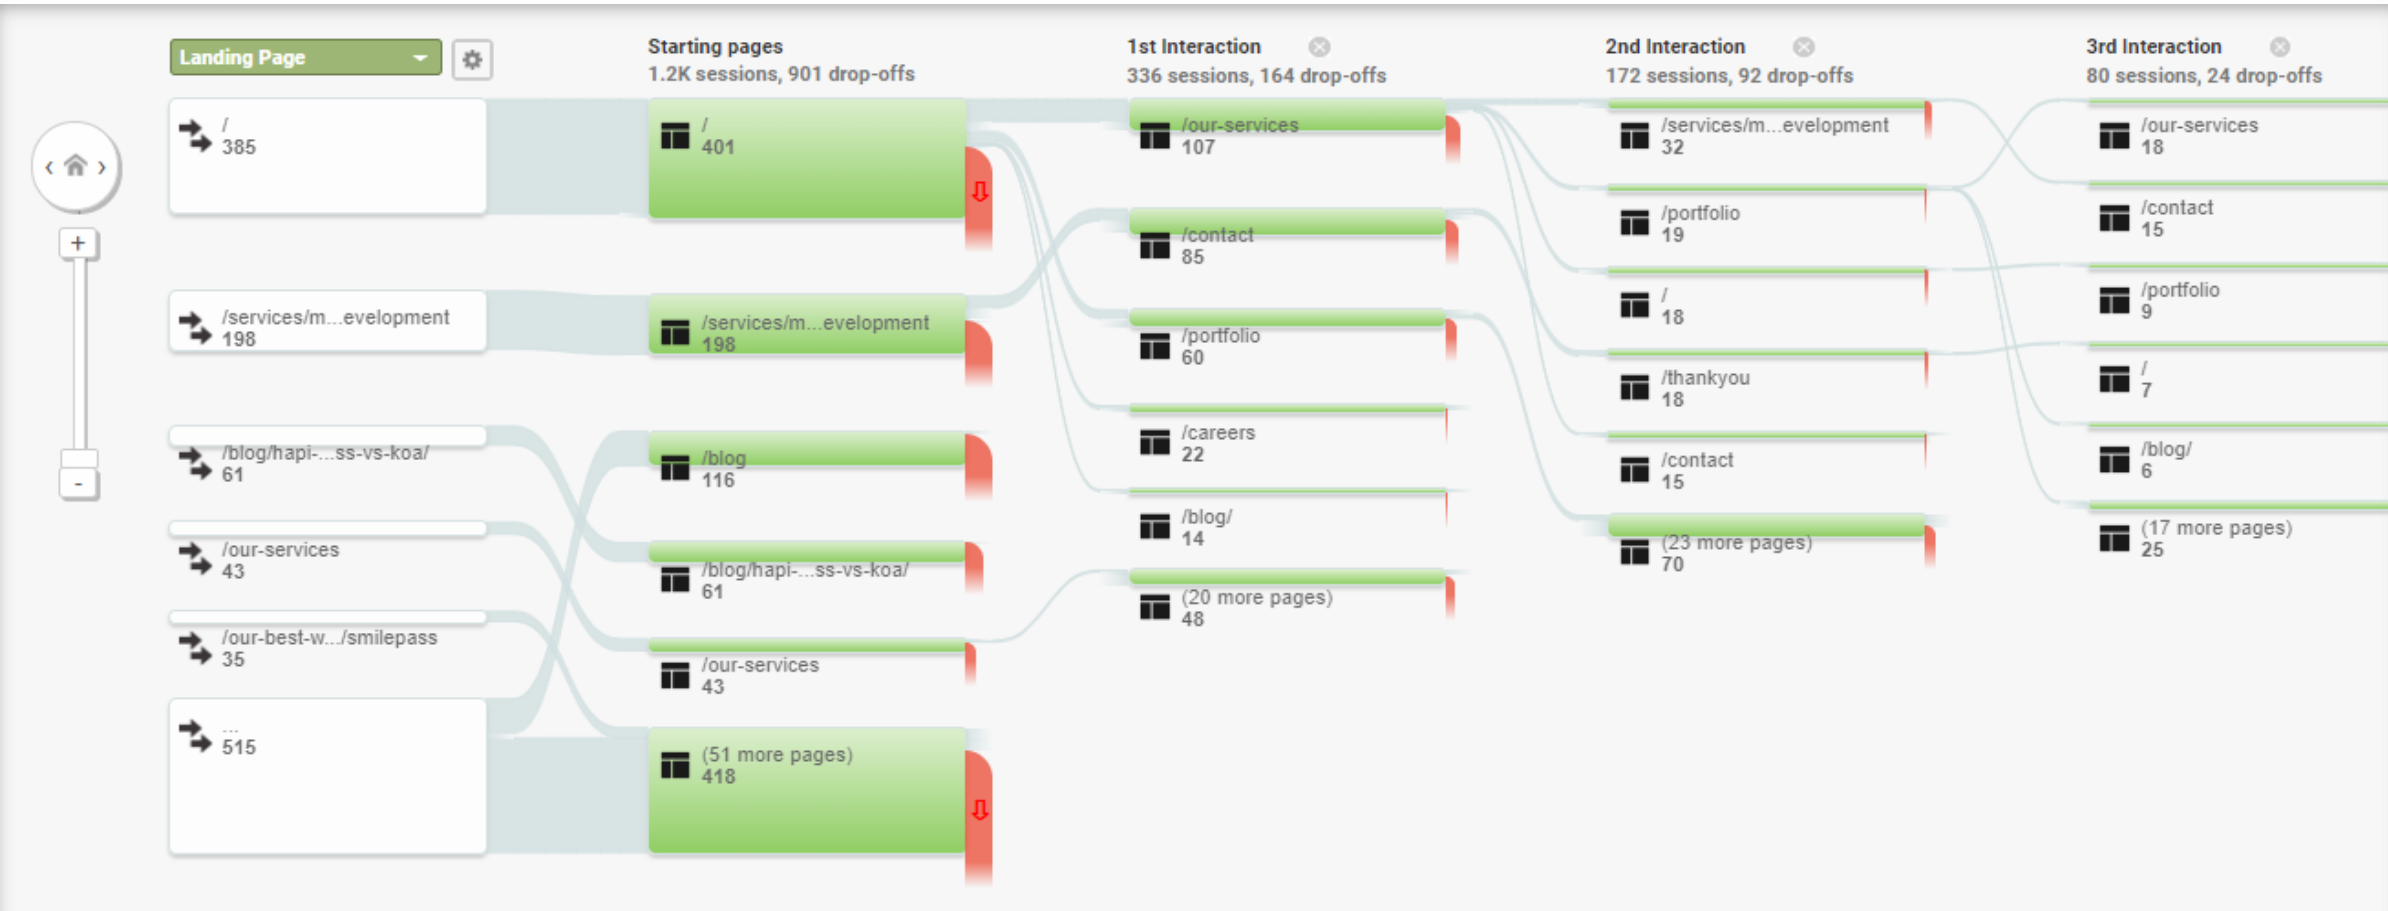 Landing Page
/
385
/services/m...evelopment
198
/blog/hapi-...ss-vs-koa/
61
/our-services
43
/our-best-w.../smilepass
35
...
515
+
-
Starting pages
1.2K sessions, 901 drop-offs
/
401
/services/m...evelopment
198
/blog
116
/blog/hapi-...ss-vs-koa/
61
/our-services
43
(51 more pages)
418
1st Interaction
336 sessions, 164 drop-offs
/our-services
107
/contact
85
/portfolio
60
/careers
22
/blog/
14
(20 more pages)
48
2nd Interaction
172 sessions, 92 drop-offs
/services/m...evelopment
32
/portfolio
19
/
18
/thankyou
18
/contact
15
(23 more pages)
70
3rd Interaction
80 sessions, 24 drop-offs
/our-services
18
/contact
15
/portfolio
9
/
7
/blog/
6
(17 more pages)
25